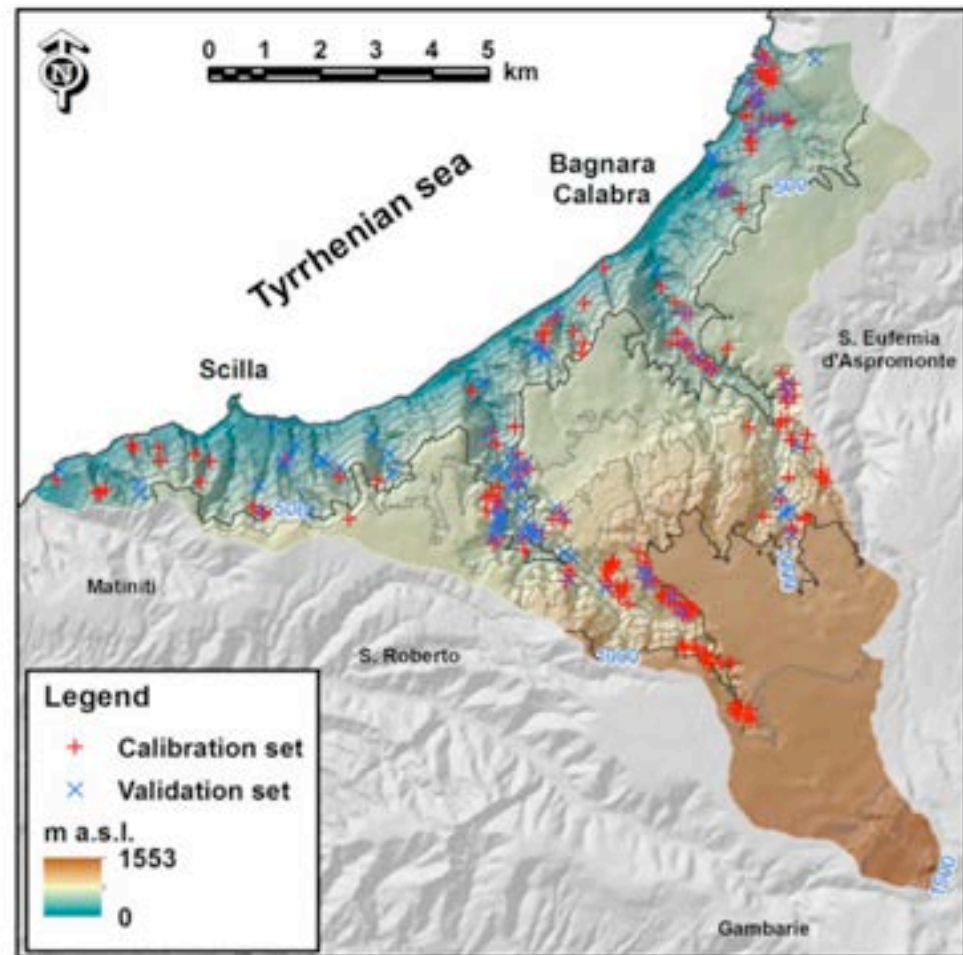 N
0 1 2 3 4 5
km
Bagnara
Calabra
Tyrrhenian sea
500
S. Eufemia
d'Aspromonte
Scilla
500
Matiniti
S. Roberto
1000
1500
Gambarie
Legend
Calibration set
Validation set
m a.s.l.
1553
0